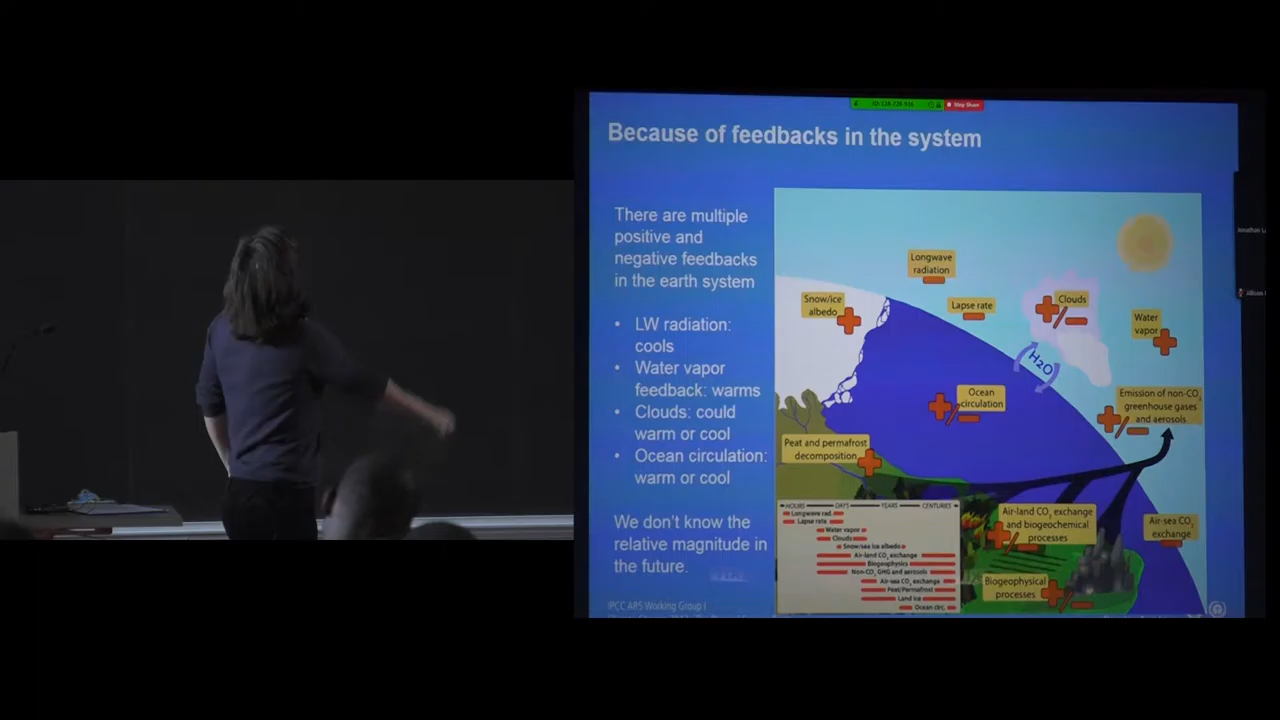 Stop Share
Because of feedbacks in the system
There are multiple
positive and
negative feedbacks
in the earth system
• LW radiation:
cools
• Water vapor
feedback: warms
• Clouds: could
warm or cool
• Ocean circulation:
warm or cool
We don't know the
relative magnitude in
the future.
IPCC AR5 Working Group I
Longwave
radiation
Snow/ice
albedo
Lapse rate
Clouds
Water
vapor
H2O
Ocean
circulation
Emission of non-CO2
greenhouse gases
and aerosols
Peat and permafrost
decomposition
Air-land CO2 exchange
and biogeochemical
processes
Air-sea CO2
exchange
Biogeophysical
processes
HOURS DAYS YEARS CENTURIES
Longwave rad.
Lapse rate
Water vapor
Clouds
Snow/sea ice albedo
Air-land CO2 exchange
Biogeophysics
Non-CO2 GHG and aerosols
Air-sea CO2 exchange
Peat/Permafrost
Land ice
Ocean circ.